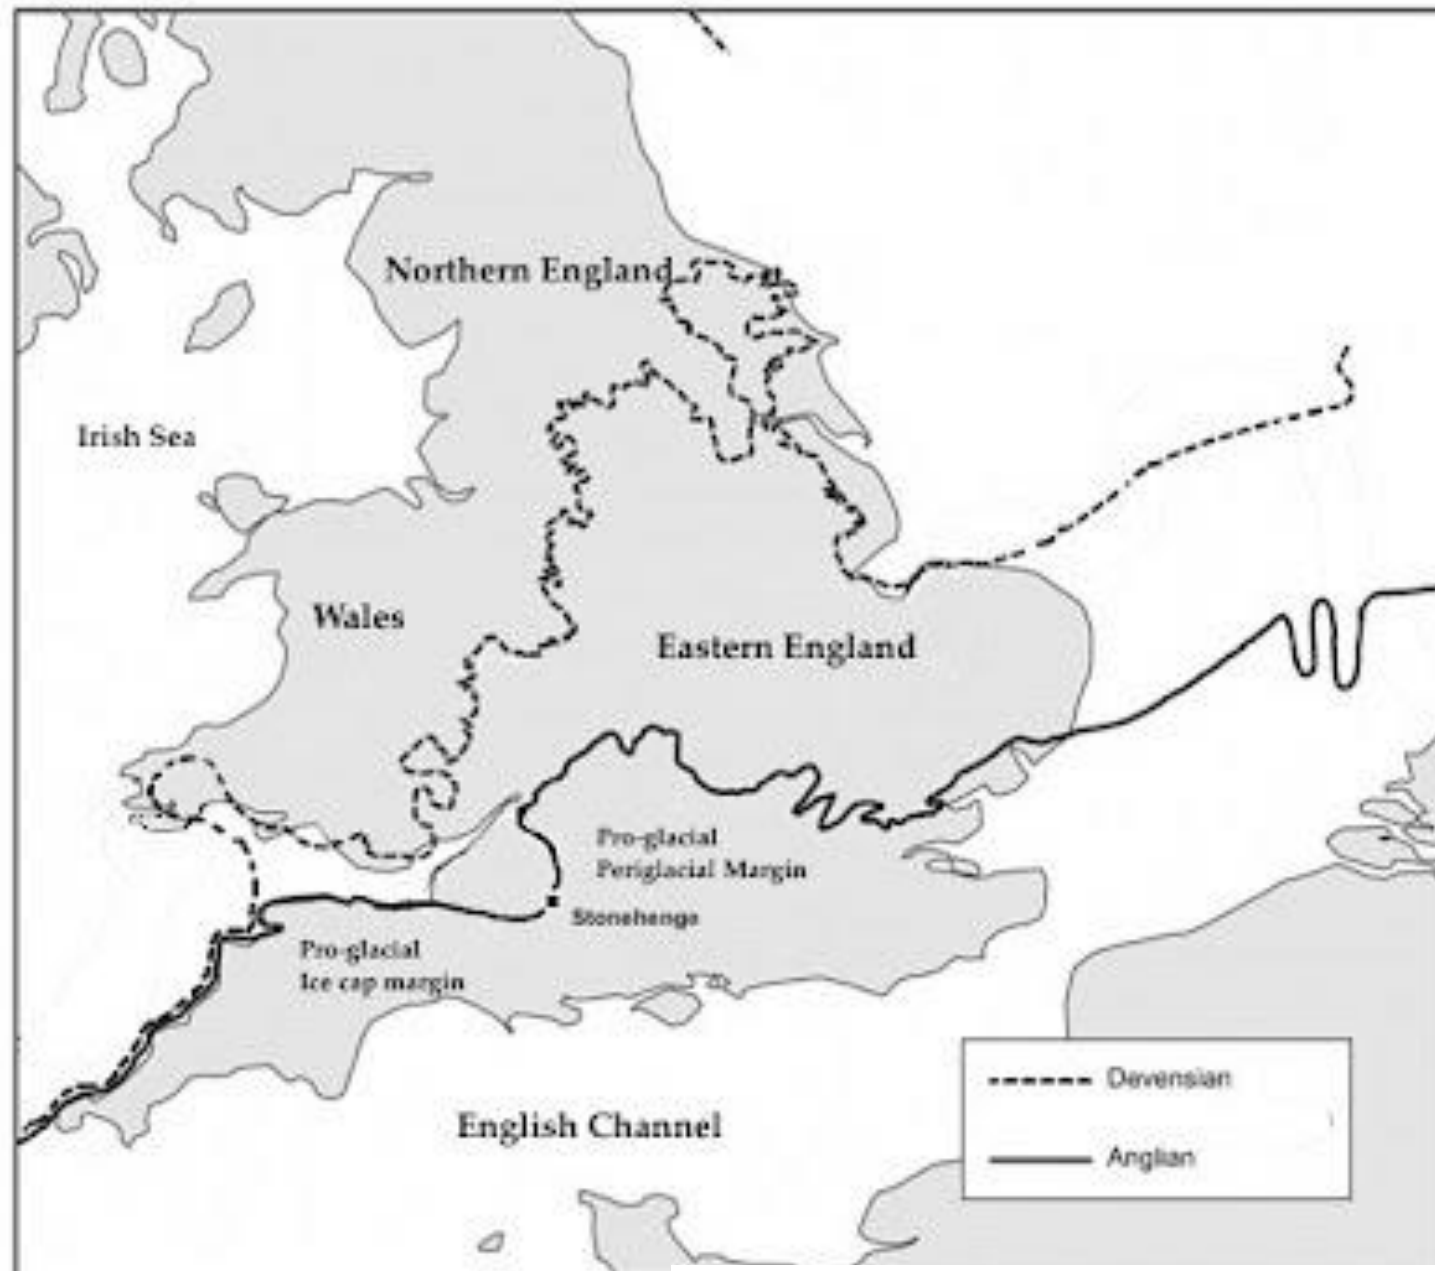 Northern England
Irish Sea
Wales
Eastern England
Pro-glacial
Periglacial Margin
Stonehenge
Pro-glacial
Ice cap margin
English Channel
Devensian
Anglian